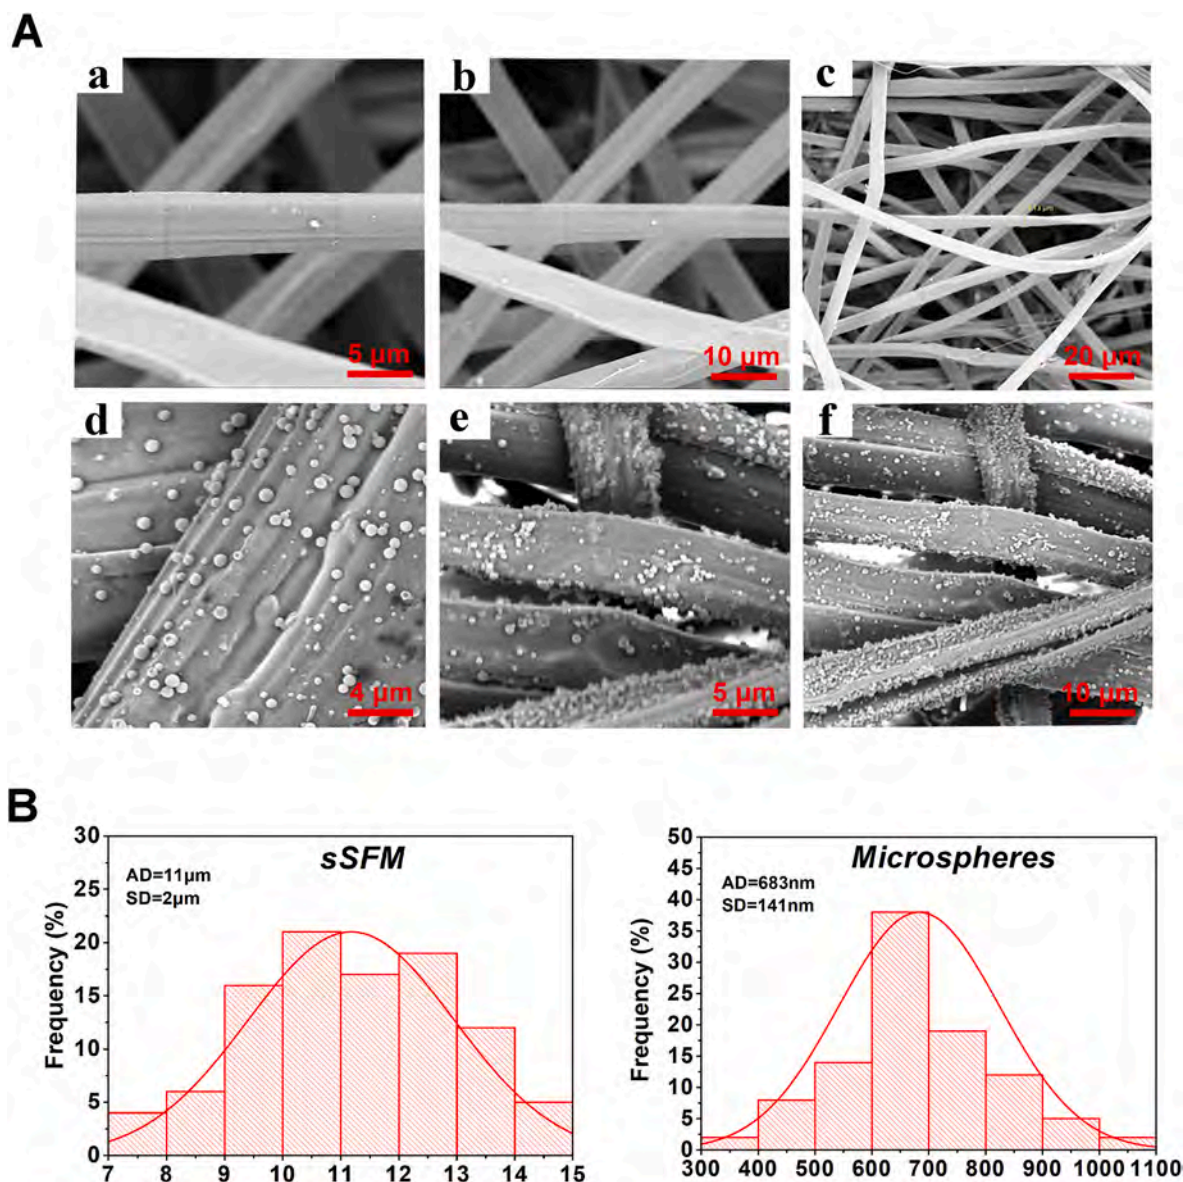 A
a
b
c
5 µm
10 µm
20 µm
d
e
f
4 µm
5 µm
10 µm
B
sSFM
AD=11µm
SD=2µm
Frequency (%)
30
25
20
15
10
5
0
7 8 9 10 11 12 13 14 15
Microspheres
AD=683nm
SD=141nm
Frequency (%)
50
45
40
35
30
25
20
15
10
5
0
300 400 500 600 700 800 900 1000 1100